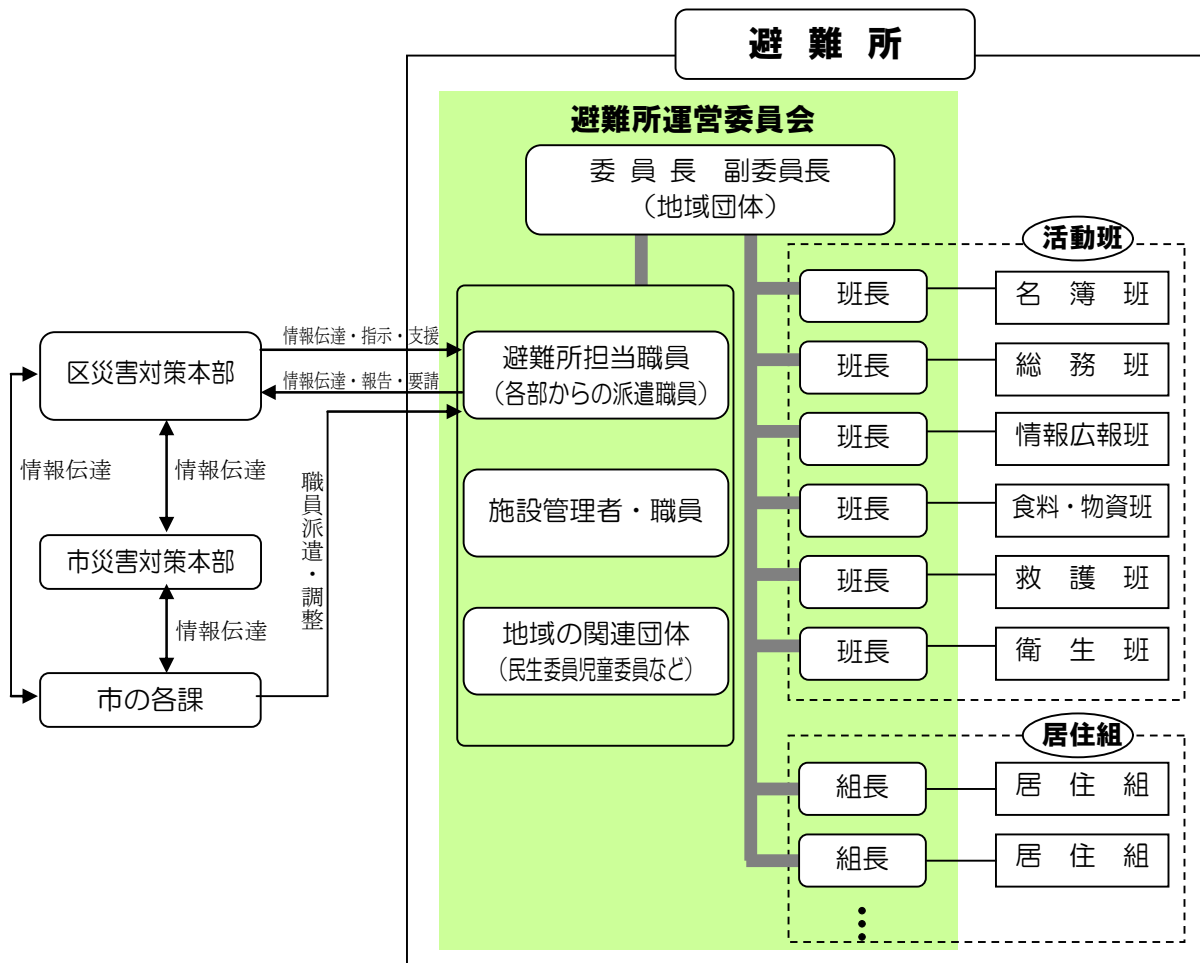 避 難 所
避難所運営委員会
委 員 長　副委員長
（地域団体）
活動班
班長
名 簿 班
班長
総 務 班
班長
情報広報班
班長
食料・物資班
班長
救 護 班
班長
衛 生 班
居住組
組長
居 住 組
組長
居 住 組
避難所担当職員
（各部からの派遣職員）
施設管理者・職員
地域の関連団体
（民生委員児童委員など）
情報伝達・指示・支援
情報伝達・報告・要請
区災害対策本部
情報伝達
情報伝達
職員派遣・調整
市災害対策本部
情報伝達
市の各課